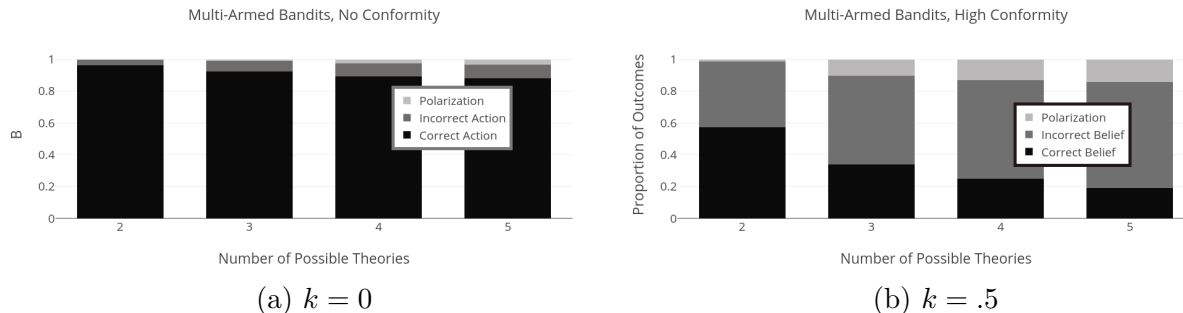 Multi-Armed Bandits, No Conformity
B
1
0.8
0.6
0.4
0.2
0
Polarization
Incorrect Action
Correct Action
2 3 4 5
Number of Possible Theories
(a) k = 0
Multi-Armed Bandits, High Conformity
Proportion of Outcomes
1
0.8
0.6
0.4
0.2
0
Polarization
Incorrect Belief
Correct Belief
2 3 4 5
Number of Possible Theories
(b) k = .5